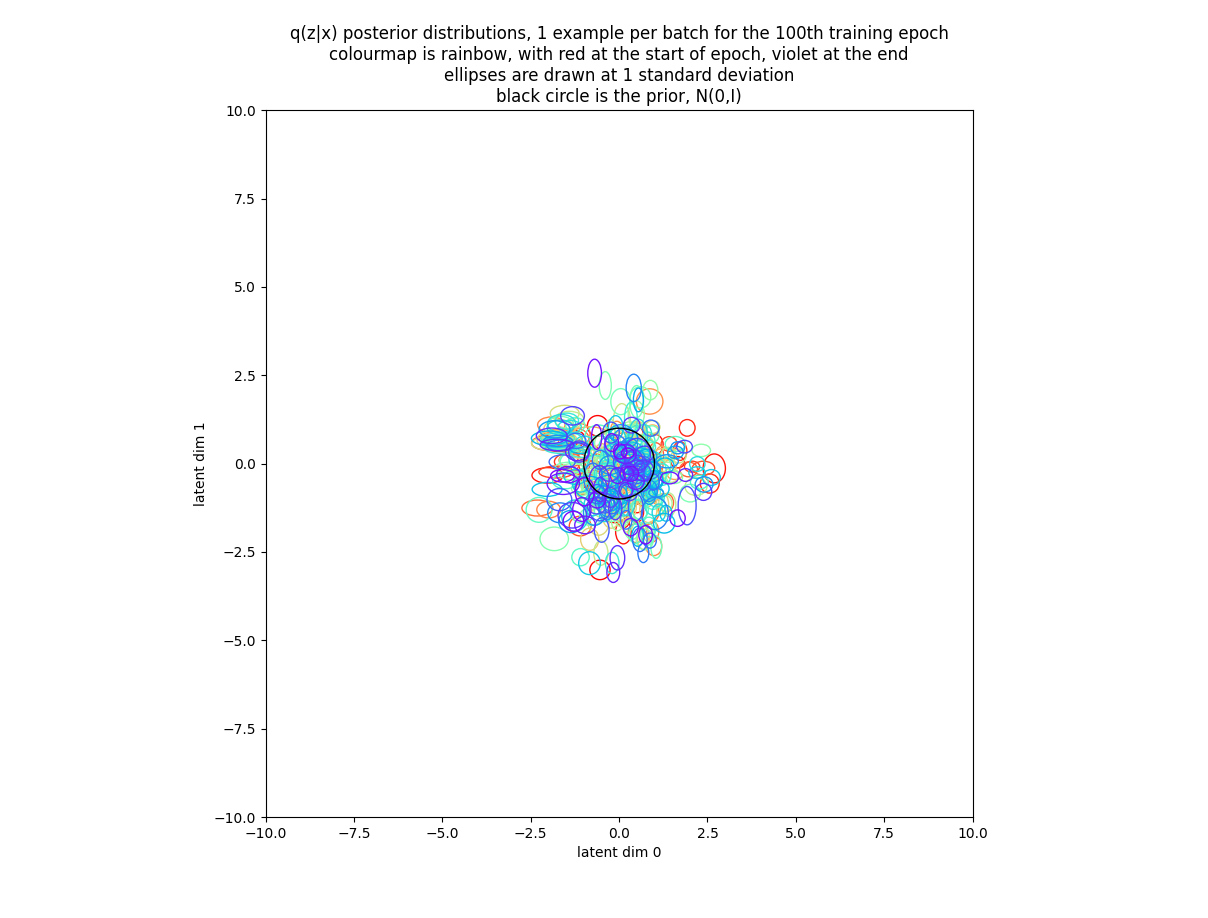 q(z|x) posterior distributions, 1 example per batch for the 100th training epoch
colourmap is rainbow, with red at the start of epoch, violet at the end
ellipses are drawn at 1 standard deviation
black circle is the prior, N(0,I)
10.0
7.5
5.0
2.5
0.0
−2.5
−5.0
−7.5
−10.0
latent dim 1
−10.0 −7.5 −5.0 −2.5 0.0 2.5 5.0 7.5 10.0
latent dim 0